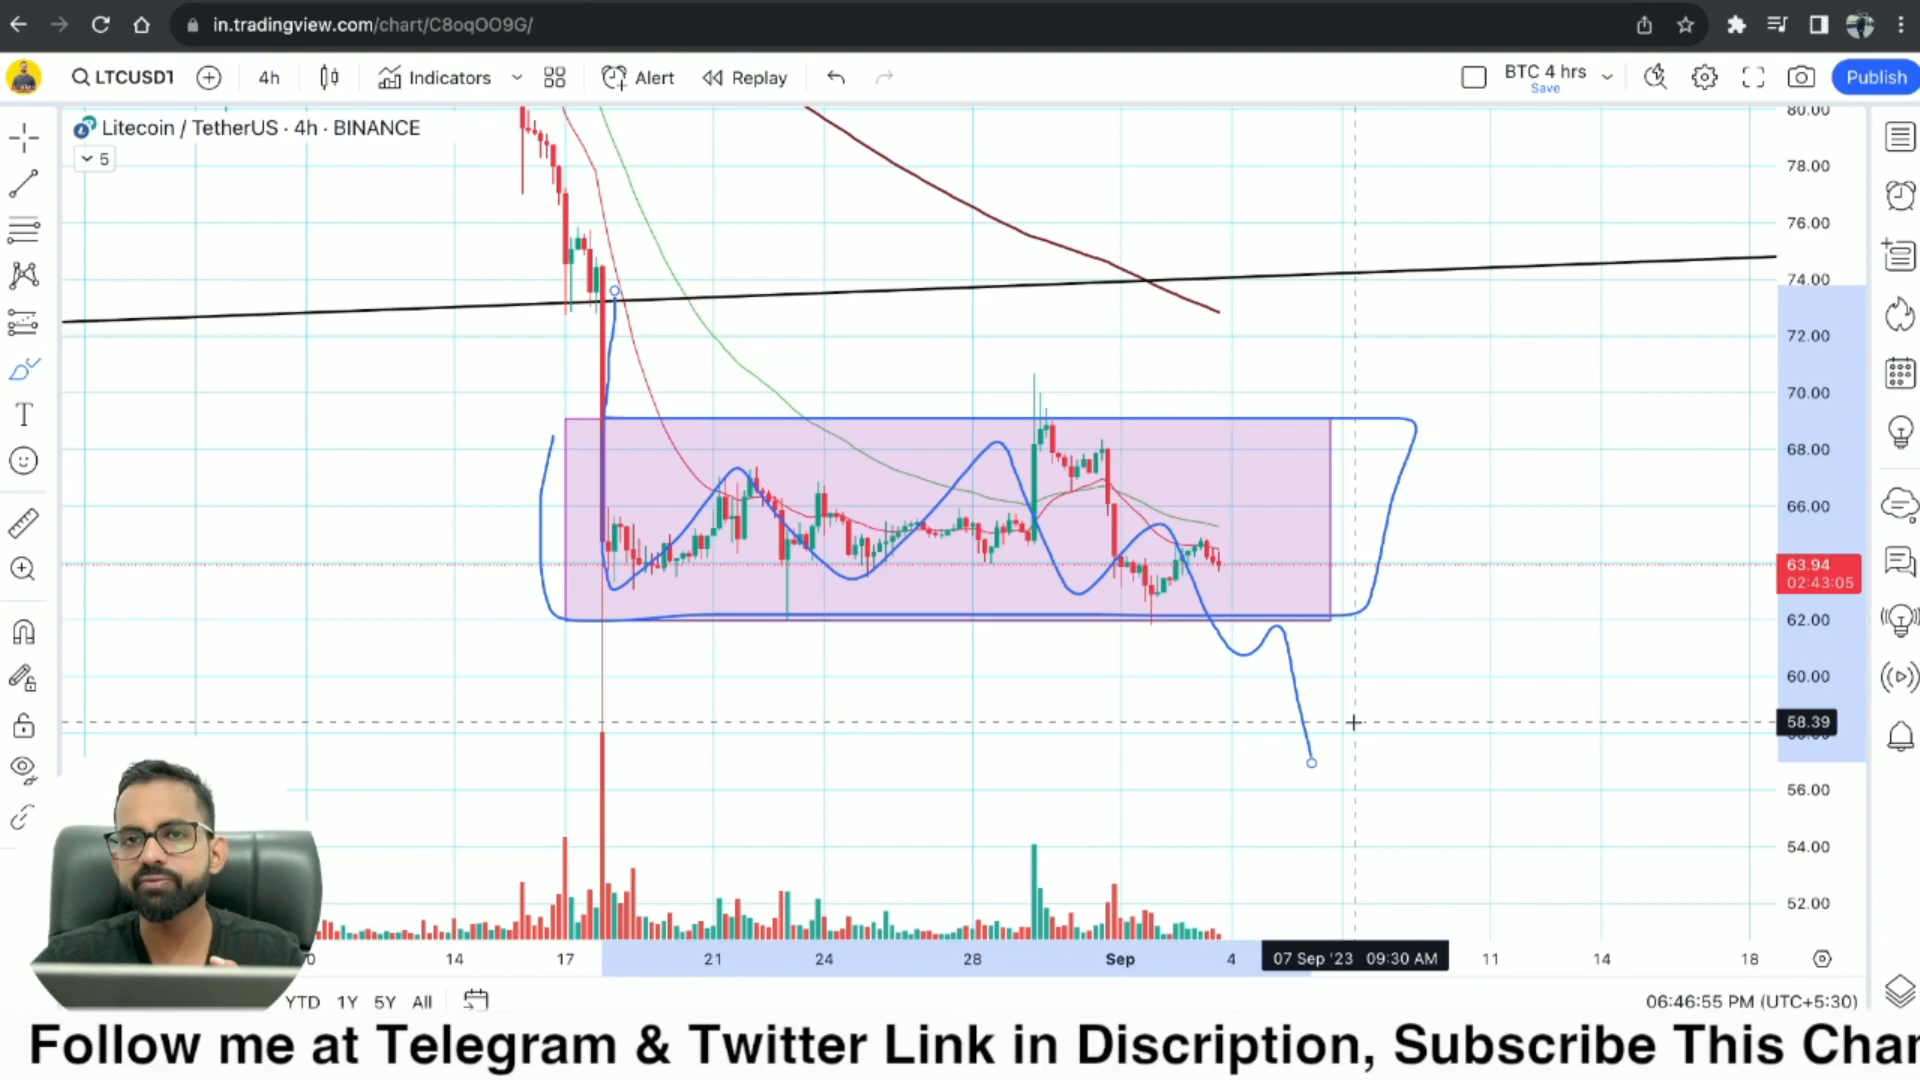 in.tradingview.com/chart/C8oqOO9G/
LTCUSDT 4h Indicators Alert Replay BTC 4 hrs Save Publish
Litecoin / TetherUS · 4h · BINANCE
5
80.00
78.00
76.00
74.00
72.00
70.00
68.00
66.00
63.94
02:43:05
62.00
60.00
58.39
56.00
54.00
52.00
14 17 21 24 28 Sep 4 07 Sep '23 09:30 AM 11 14 18
YTD 1Y 5Y All 06:46:55 PM (UTC+5:30)
Follow me at Telegram & Twitter Link in Discription, Subscribe This